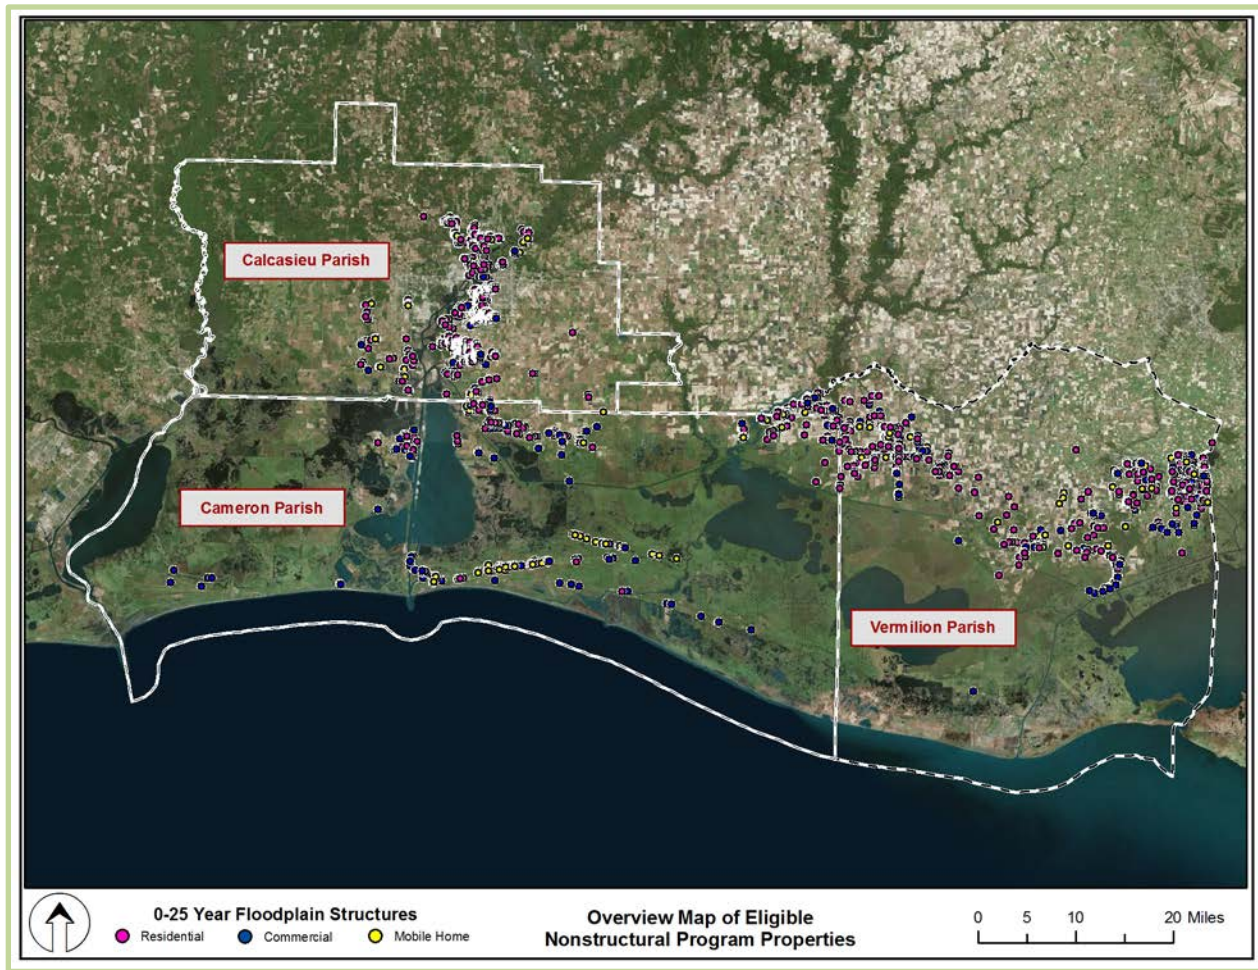 Calcasieu Parish
Cameron Parish
Vermilion Parish
0-25 Year Floodplain Structures
Residential
Commercial
Mobile Home
Overview Map of Eligible
Nonstructural Program Properties
0 5 10 20 Miles